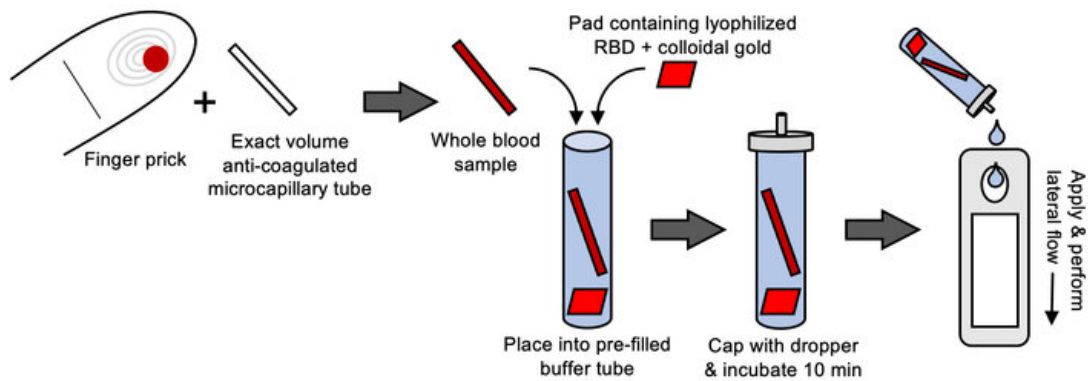 Finger prick
+
Exact volume
anti-coagulated
microcapillary tube
Whole blood
sample
Pad containing lyophilized
RBD + colloidal gold
Place into pre-filled
buffer tube
Cap with dropper
& incubate 10 min
Apply & perform
lateral flow